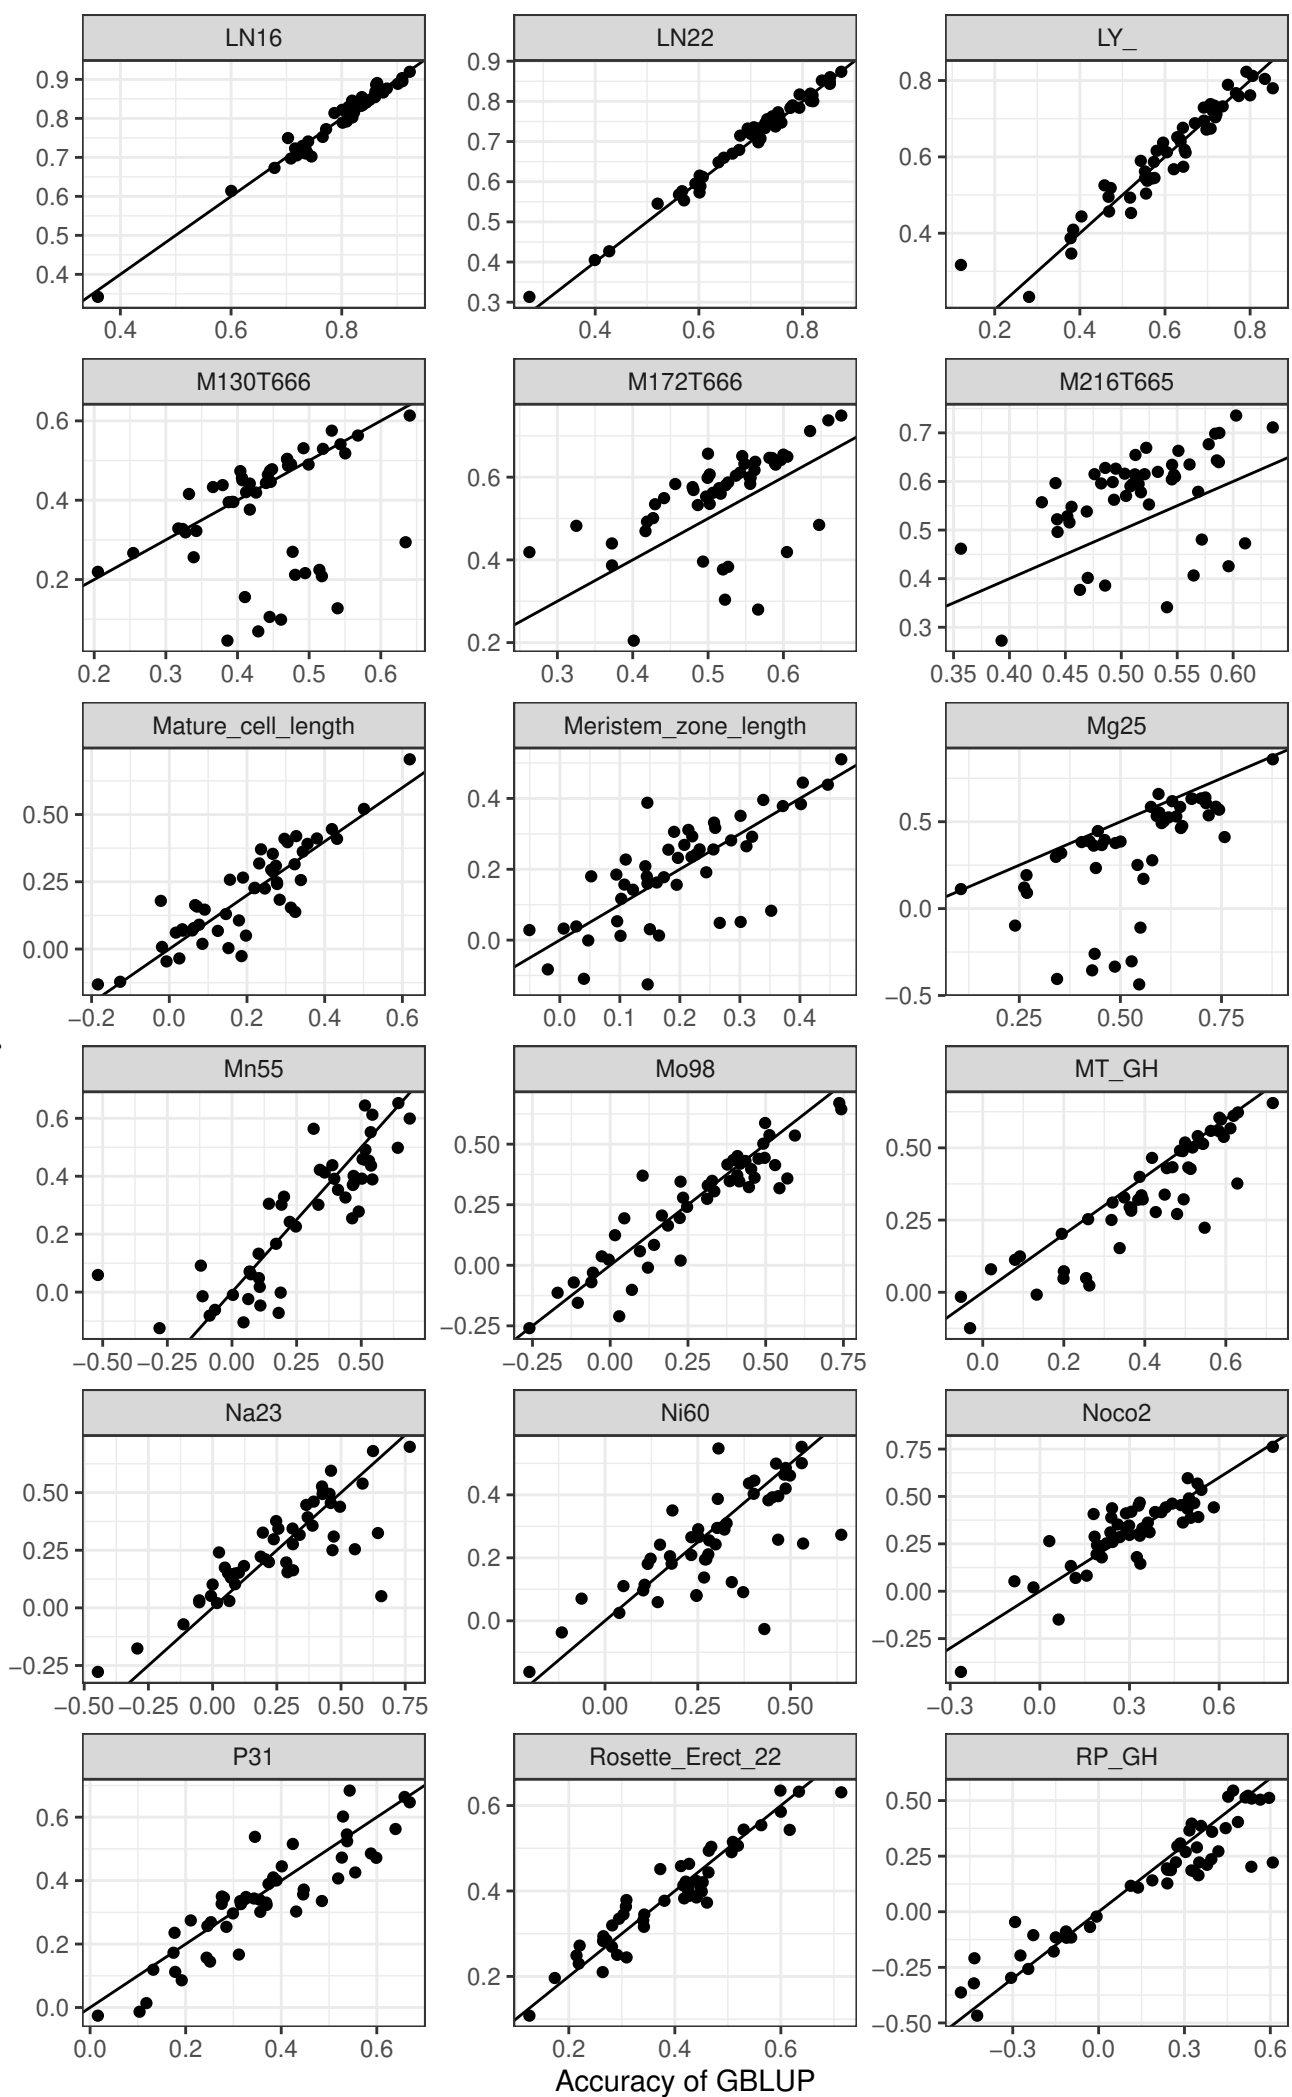 LN16 LN22 LY_
0.9 0.9 0.8
0.8 0.8
0.7 0.7 0.6
0.6 0.6
0.5 0.5 0.4
0.4 0.4
0.3
0.4 0.6 0.8 0.4 0.6 0.8 0.2 0.4 0.6 0.8
M130T666 M172T666 M216T665
0.6 0.7
0.6 0.6
0.4 0.5
0.4 0.4
0.2 0.2 0.3
0.2 0.3 0.4 0.5 0.6 0.3 0.4 0.5 0.6 0.35 0.40 0.45 0.50 0.55 0.60
Mature_cell_length Meristem_zone_length Mg25
0.50 0.4 0.5
0.25 0.2 0.0
0.00 0.0 −0.5
−0.2 0.0 0.2 0.4 0.6 0.0 0.1 0.2 0.3 0.4 0.25 0.50 0.75
Mn55 Mo98 MT_GH
0.6 0.50 0.50
0.4 0.25 0.25
0.2 0.00 0.00
0.0 −0.25
−0.50 −0.25 0.00 0.25 0.50 −0.25 0.00 0.25 0.50 0.75 0.0 0.2 0.4 0.6
Na23 Ni60 Noco2
0.50 0.4 0.75
0.25 0.2 0.50
0.00 0.0 0.25
−0.25 0.00
−0.25
−0.50 −0.25 0.00 0.25 0.50 0.75 0.00 0.25 0.50 −0.3 0.0 0.3 0.6
P31 Rosette_Erect_22 RP_GH
0.6 0.6 0.50
0.4 0.4 0.25
0.2 0.2 0.00
0.0 −0.25
−0.50
0.0 0.2 0.4 0.6 0.2 0.4 0.6 −0.3 0.0 0.3 0.6
Accuracy of GBLUP